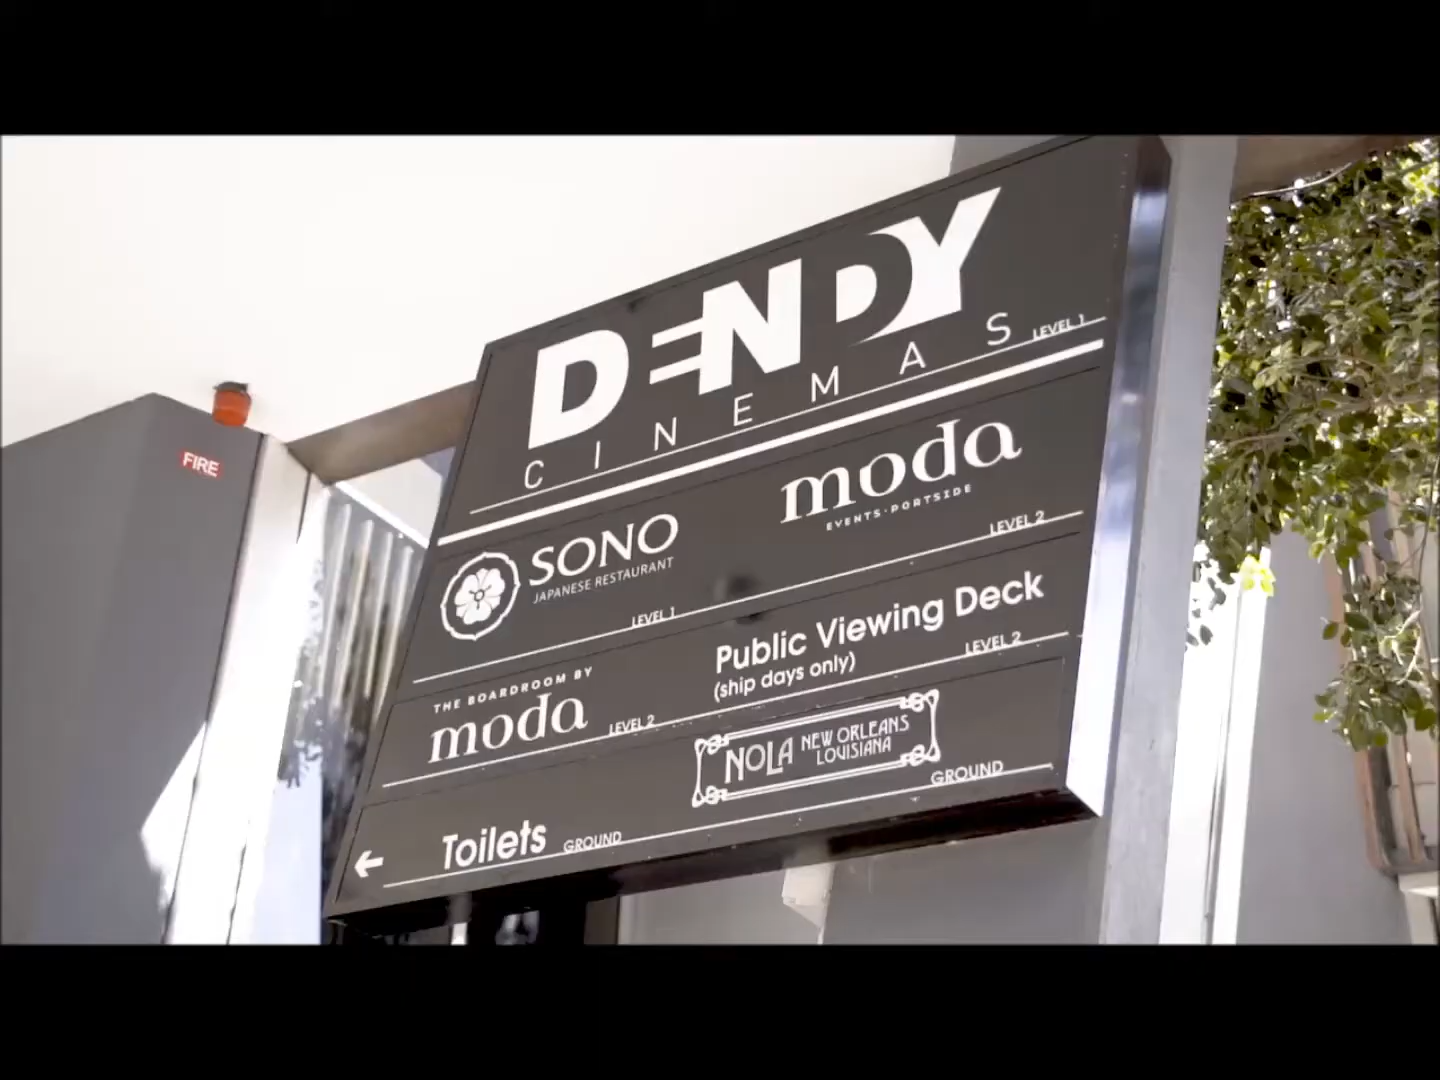 FIRE
DENDY
CINEMAS
LEVEL 1
SONO
JAPANESE RESTAURANT
LEVEL 1
moda
EVENTS·PORTSIDE
LEVEL 2
THE BOARDROOM BY
moda
LEVEL 2
Public Viewing Deck
(ship days only)
LEVEL 2
NOLA NEW ORLEANS
LOUISIANA
GROUND
Toilets
GROUND